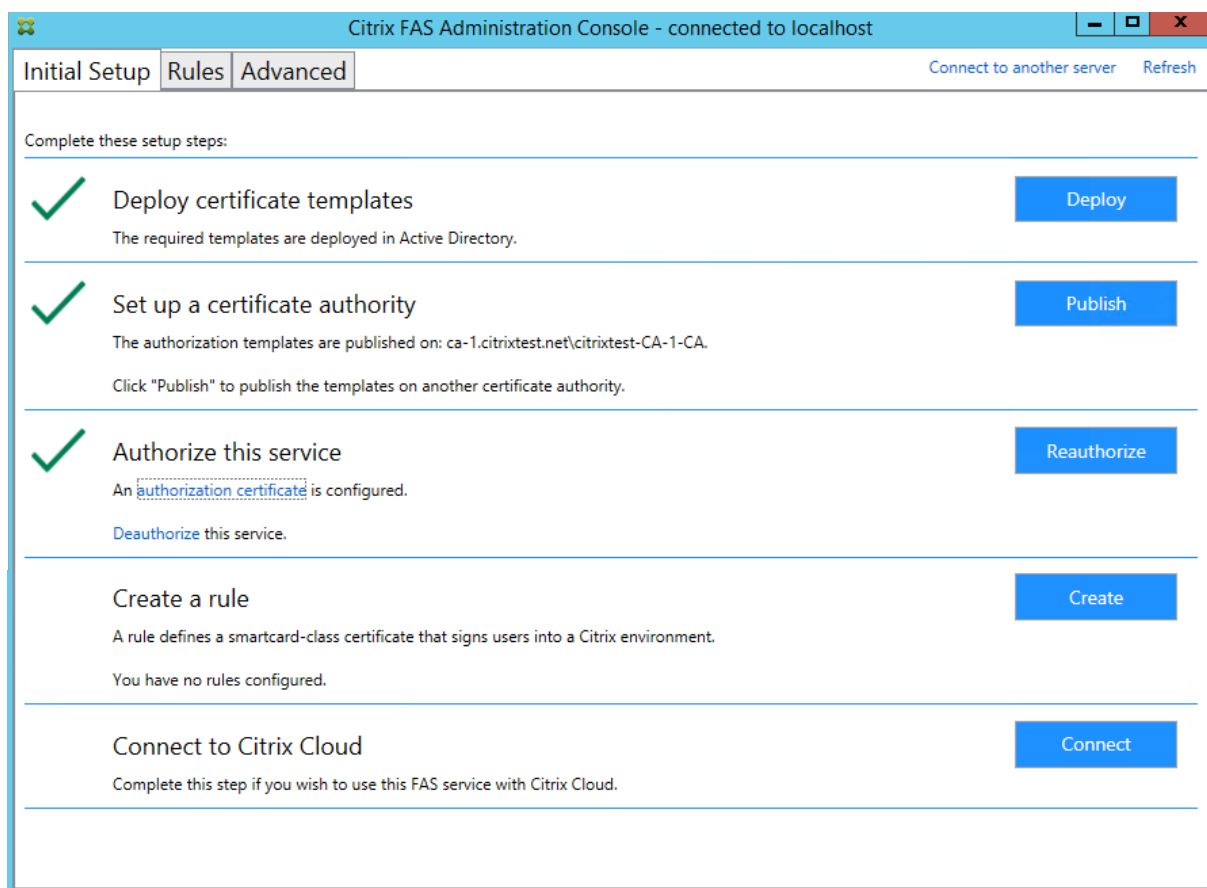 Citrix FAS Administration Console - connected to localhost
Initial Setup Rules Advanced Connect to another server Refresh
Complete these setup steps:
Deploy certificate templates
Deploy
The required templates are deployed in Active Directory.
Set up a certificate authority
Publish
The authorization templates are published on: ca-1.citrixtest.net\citrixtest-CA-1-CA.
Click "Publish" to publish the templates on another certificate authority.
Authorize this service
Reauthorize
An authorization certificate is configured.
Deauthorize this service.
Create a rule
Create
A rule defines a smartcard-class certificate that signs users into a Citrix environment.
You have no rules configured.
Connect to Citrix Cloud
Connect
Complete this step if you wish to use this FAS service with Citrix Cloud.